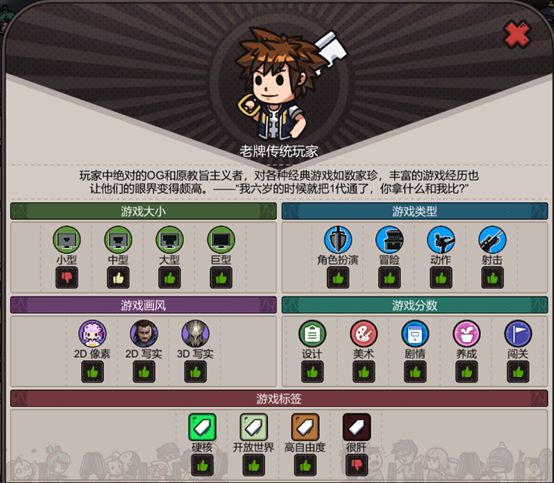 老牌传统玩家
玩家中绝对的OG和原教旨主义者，对各种经典游戏如数家珍，丰富的游戏经历也
让他们的眼界变得颇高。——“我六岁的时候就把1代通了，你拿什么和我比?”
游戏大小
游戏类型
小型 中型 大型 巨型
角色扮演 冒险 动作 射击
游戏画风
游戏分数
2D 像素 2D 写实 3D 写实
设计 美术 剧情 养成 闯关
游戏标签
硬核 开放世界 高自由度 很肝